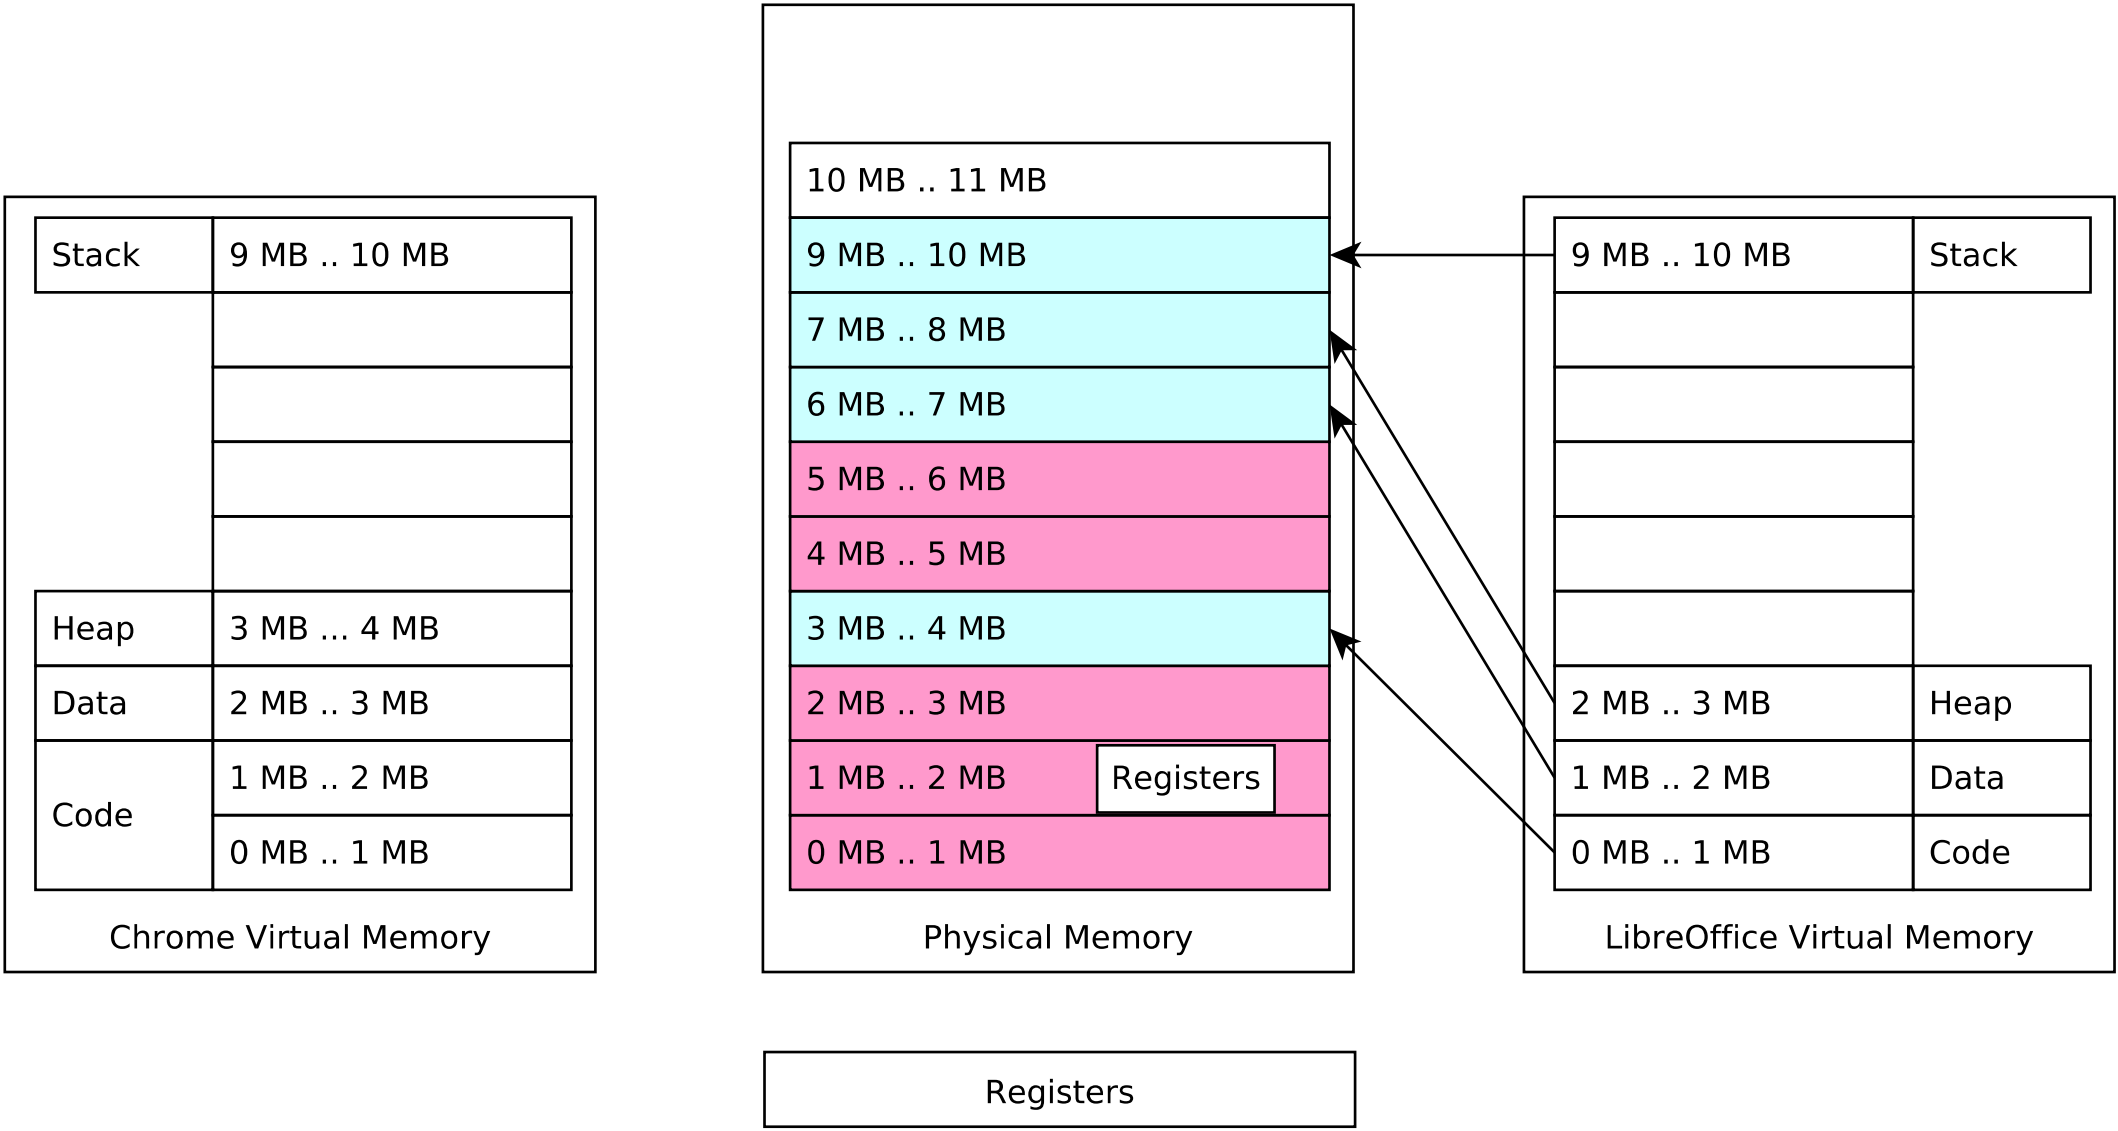 Stack
9 MB .. 10 MB
Heap
3 MB ... 4 MB
Data
2 MB .. 3 MB
Code
1 MB .. 2 MB
0 MB .. 1 MB
Chrome Virtual Memory
10 MB .. 11 MB
9 MB .. 10 MB
7 MB .. 8 MB
6 MB .. 7 MB
5 MB .. 6 MB
4 MB .. 5 MB
3 MB .. 4 MB
2 MB .. 3 MB
1 MB .. 2 MB
Registers
0 MB .. 1 MB
Physical Memory
9 MB .. 10 MB
Stack
2 MB .. 3 MB
Heap
1 MB .. 2 MB
Data
0 MB .. 1 MB
Code
LibreOffice Virtual Memory
Registers